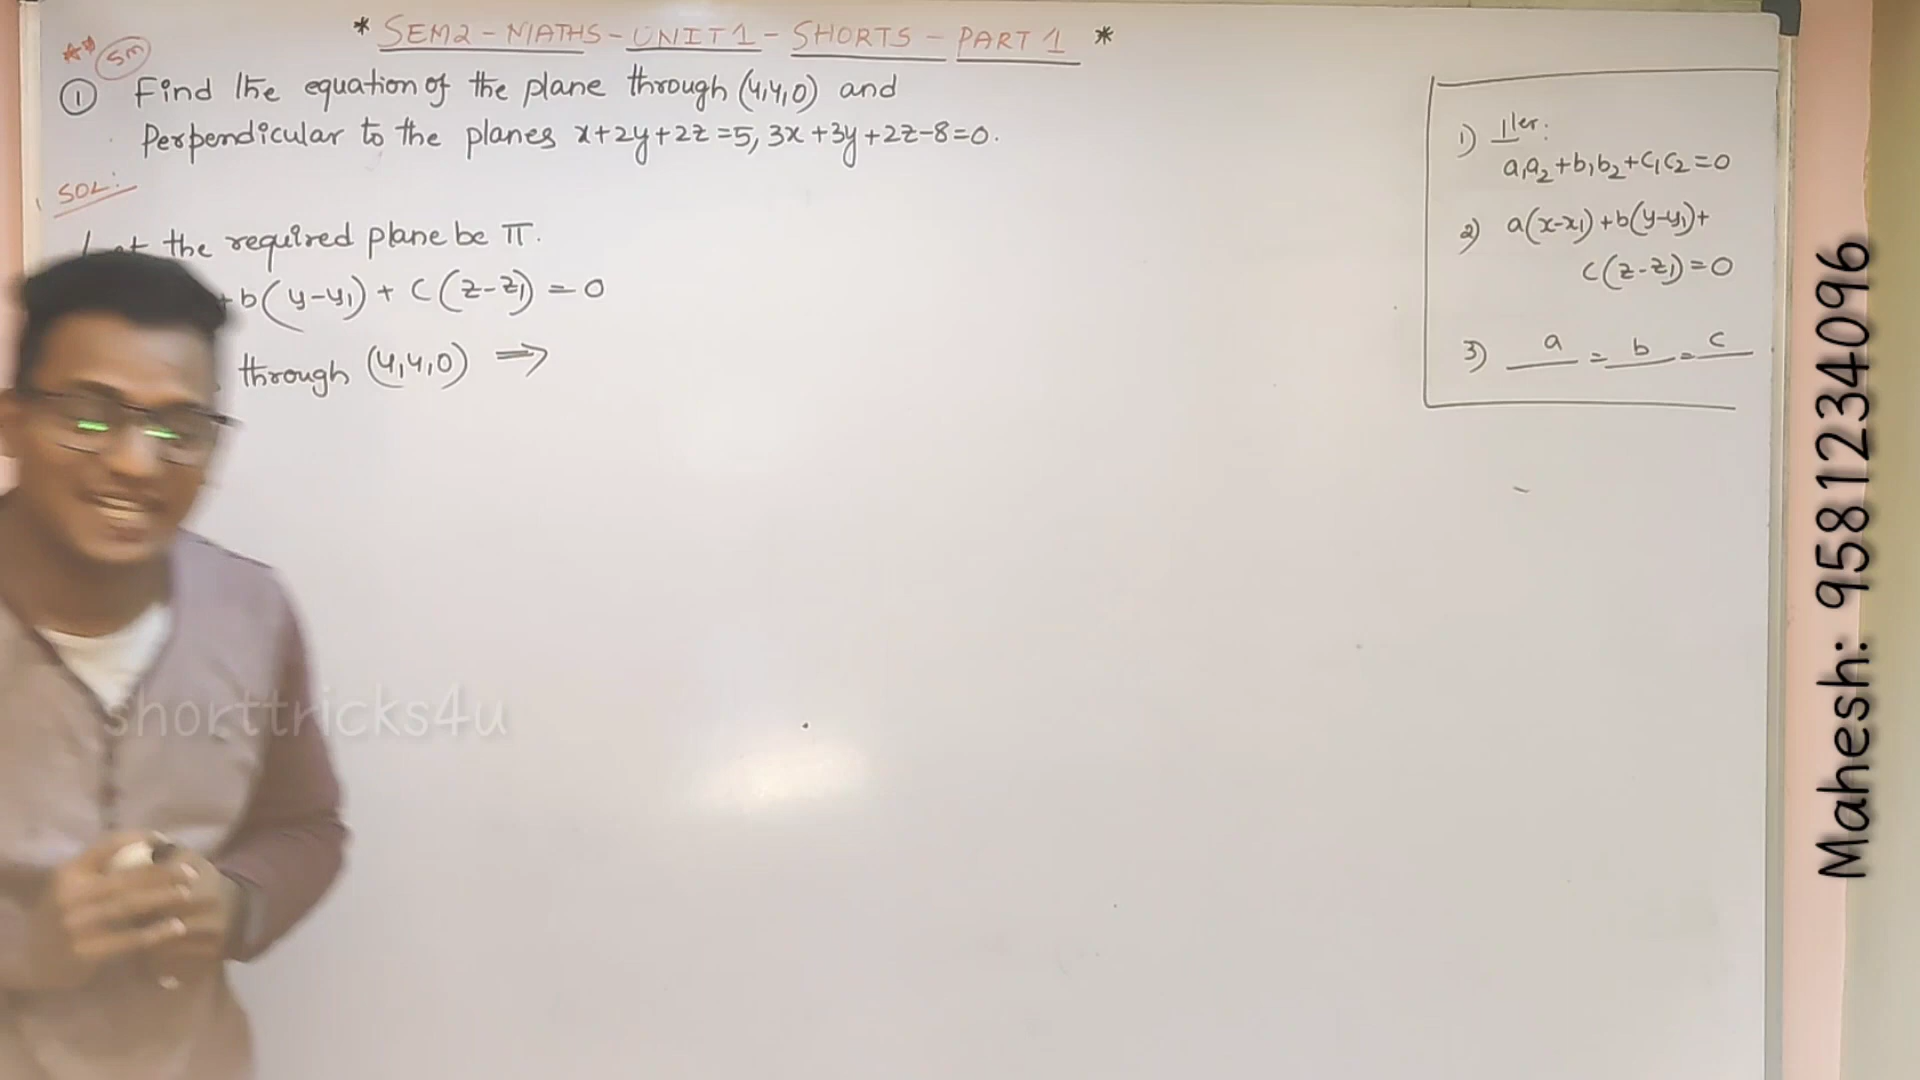 * SEM2 - MATHS - UNIT 1 - SHORTS - PART 1 *
** 5m
① Find the equation of the plane through (4,4,0) and
Perpendicular to the planes x+2y+2z=5, 3x+3y+2z-8=0.
SOL:
the required plane be π.
+b(y-y₁) + c(z-z₁) = 0
through (4,4,0) ⇒
1) ⊥ler:
a₁a₂+b₁b₂+c₁c₂=0
2) a(x-x₁)+b(y-y₁)+
c(z-z₁)=0
3) a/ = b/ = c/
shorttricks4u
Mahesh: 9581234096